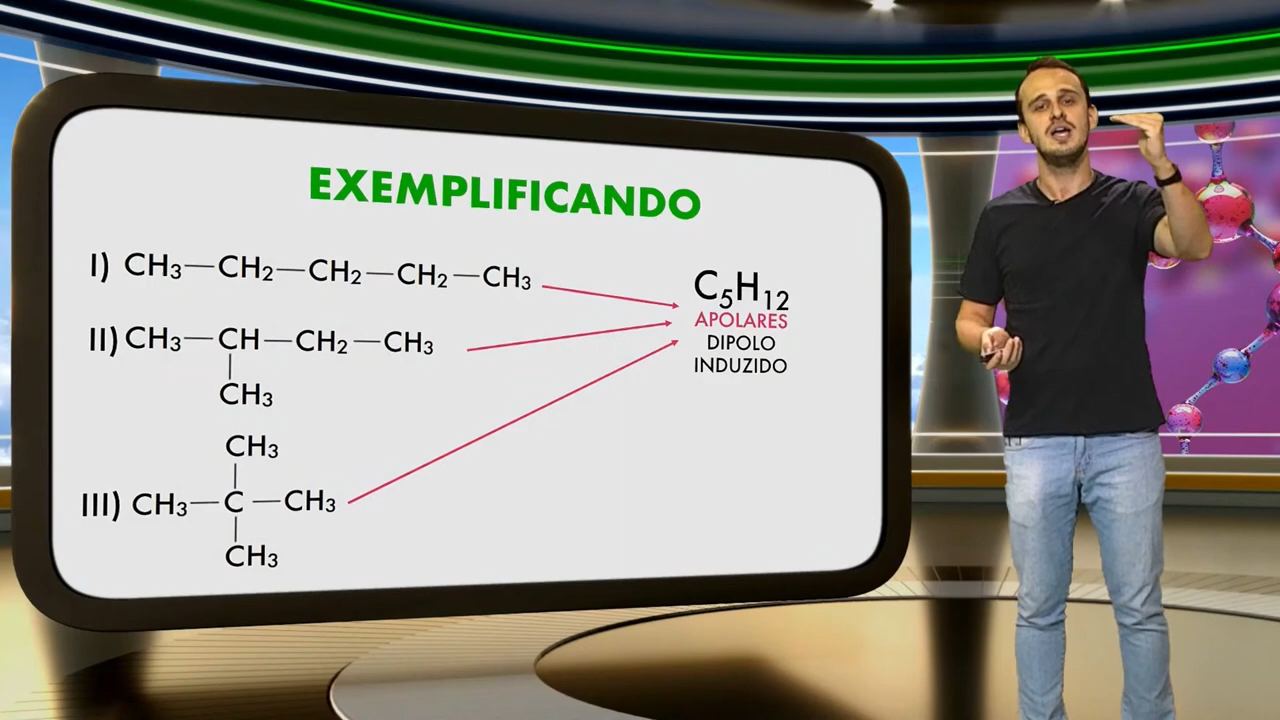 EXEMPLIFICANDO
I) CH3—CH2—CH2—CH2—CH3
II) CH3—CH—CH2—CH3
CH3
CH3
III) CH3—C—CH3
CH3
C5H12
APOLARES
DIPOLO
INDUZIDO